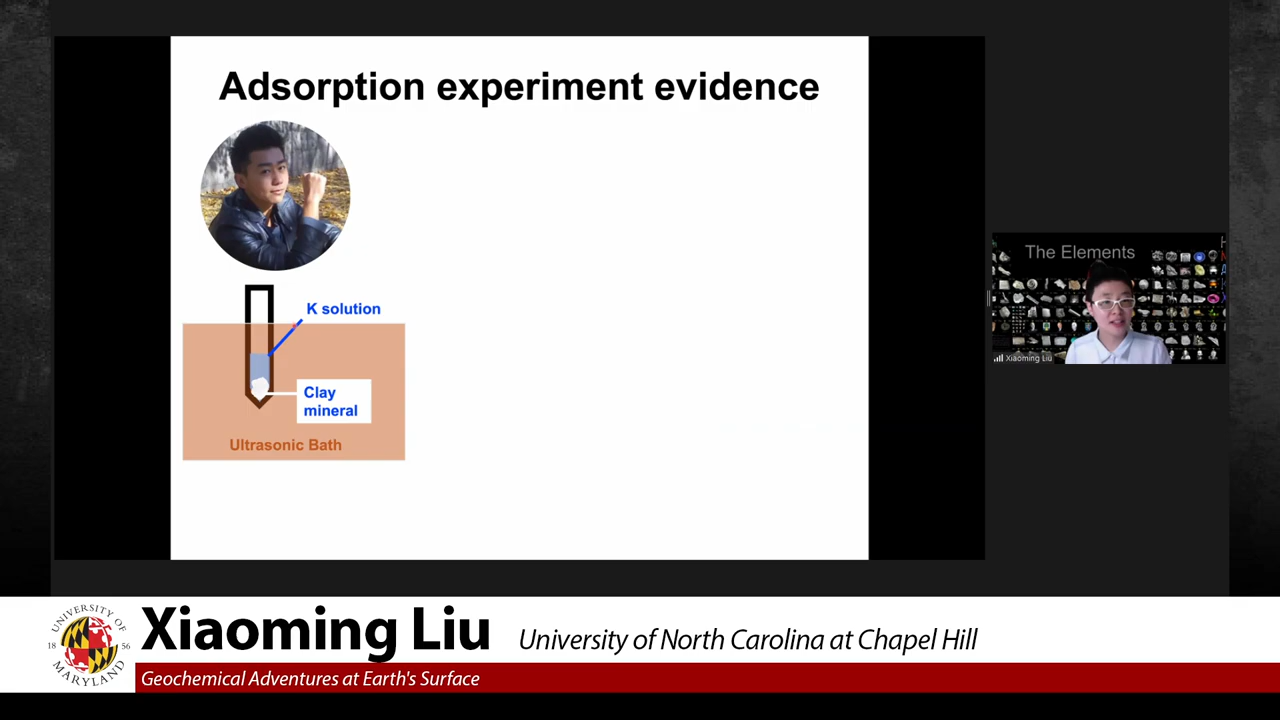 Adsorption experiment evidence
K solution
Clay
mineral
Ultrasonic Bath
The Elements
Xiaoming Liu
UNIVERSITY OF
18 56
MARYLAND
Xiaoming Liu
University of North Carolina at Chapel Hill
Geochemical Adventures at Earth's Surface